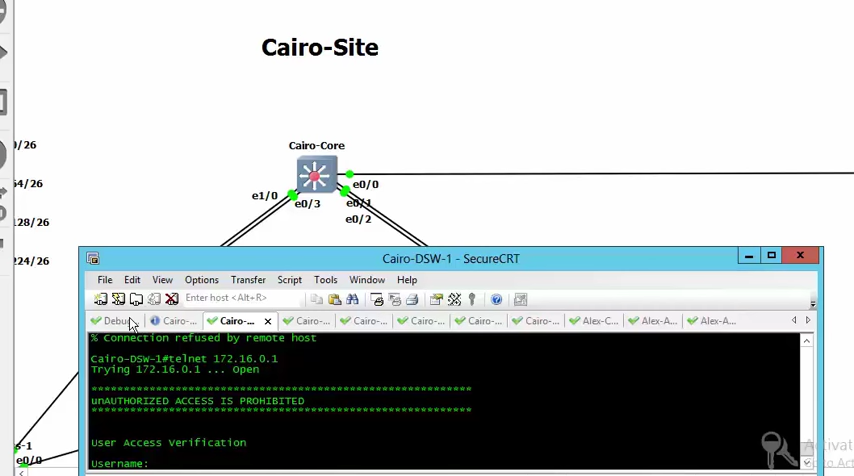 Cairo-Site
0/26
Cairo-Core
64/26
e0/0
e1/0
e0/3
e0/1
128/26
e0/2
224/26
Cairo-DSW-1 - SecureCRT
File Edit View Options Transfer Script Tools Window Help
Enter host <Alt+R>
Debu Cairo-... Cairo-... Cairo-... Cairo-... Cairo-... Cairo-... Cairo-... Alex-C... Alex-A... Alex-A...
% Connection refused by remote host
Cairo-DSW-1#telnet 172.16.0.1
Trying 172.16.0.1 ... Open
******************************************************************
unAUTHORIZED ACCESS IS PROHIBITED
******************************************************************
User Access Verification
Username:
s-1
e0/0
Activat